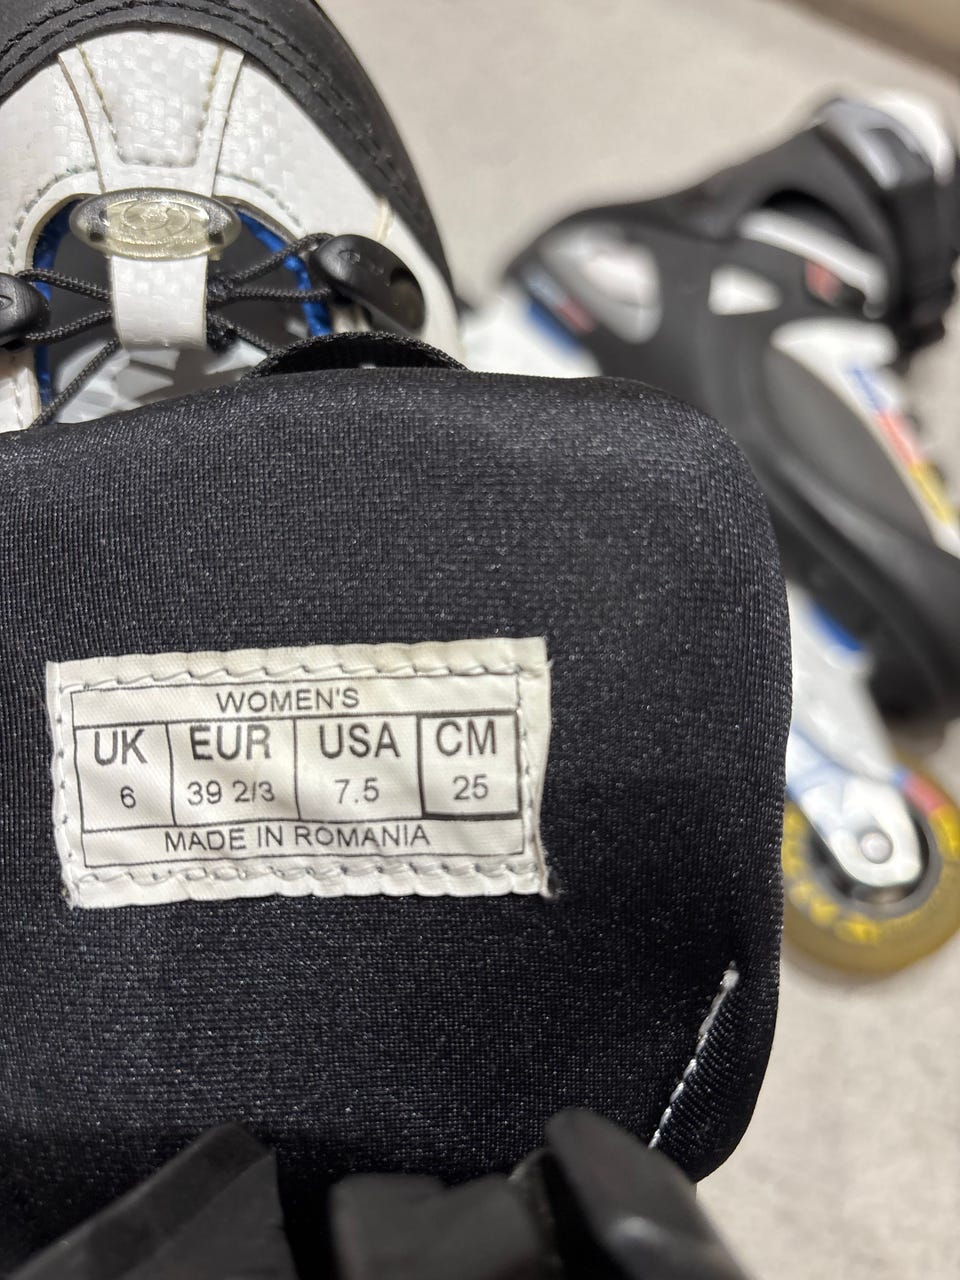 WOMEN'S
UK EUR USA CM
6 39 2/3 7.5 25
MADE IN ROMANIA